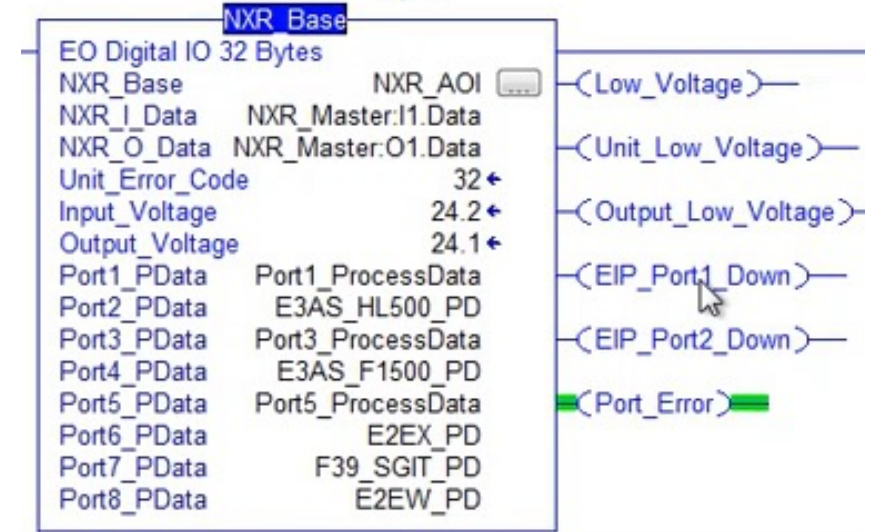 NXR_Base
EO Digital IO 32 Bytes
NXR_Base NXR_AOI ... (Low_Voltage)
NXR_I_Data NXR_Master:I1.Data
NXR_O_Data NXR_Master:O1.Data (Unit_Low_Voltage)
Unit_Error_Code 32
Input_Voltage 24.2 (Output_Low_Voltage)
Output_Voltage 24.1
Port1_PData Port1_ProcessData (EIP_Port1_Down)
Port2_PData E3AS_HL500_PD
Port3_PData Port3_ProcessData (EIP_Port2_Down)
Port4_PData E3AS_F1500_PD
Port5_PData Port5_ProcessData (Port_Error)
Port6_PData E2EX_PD
Port7_PData F39_SGIT_PD
Port8_PData E2EW_PD